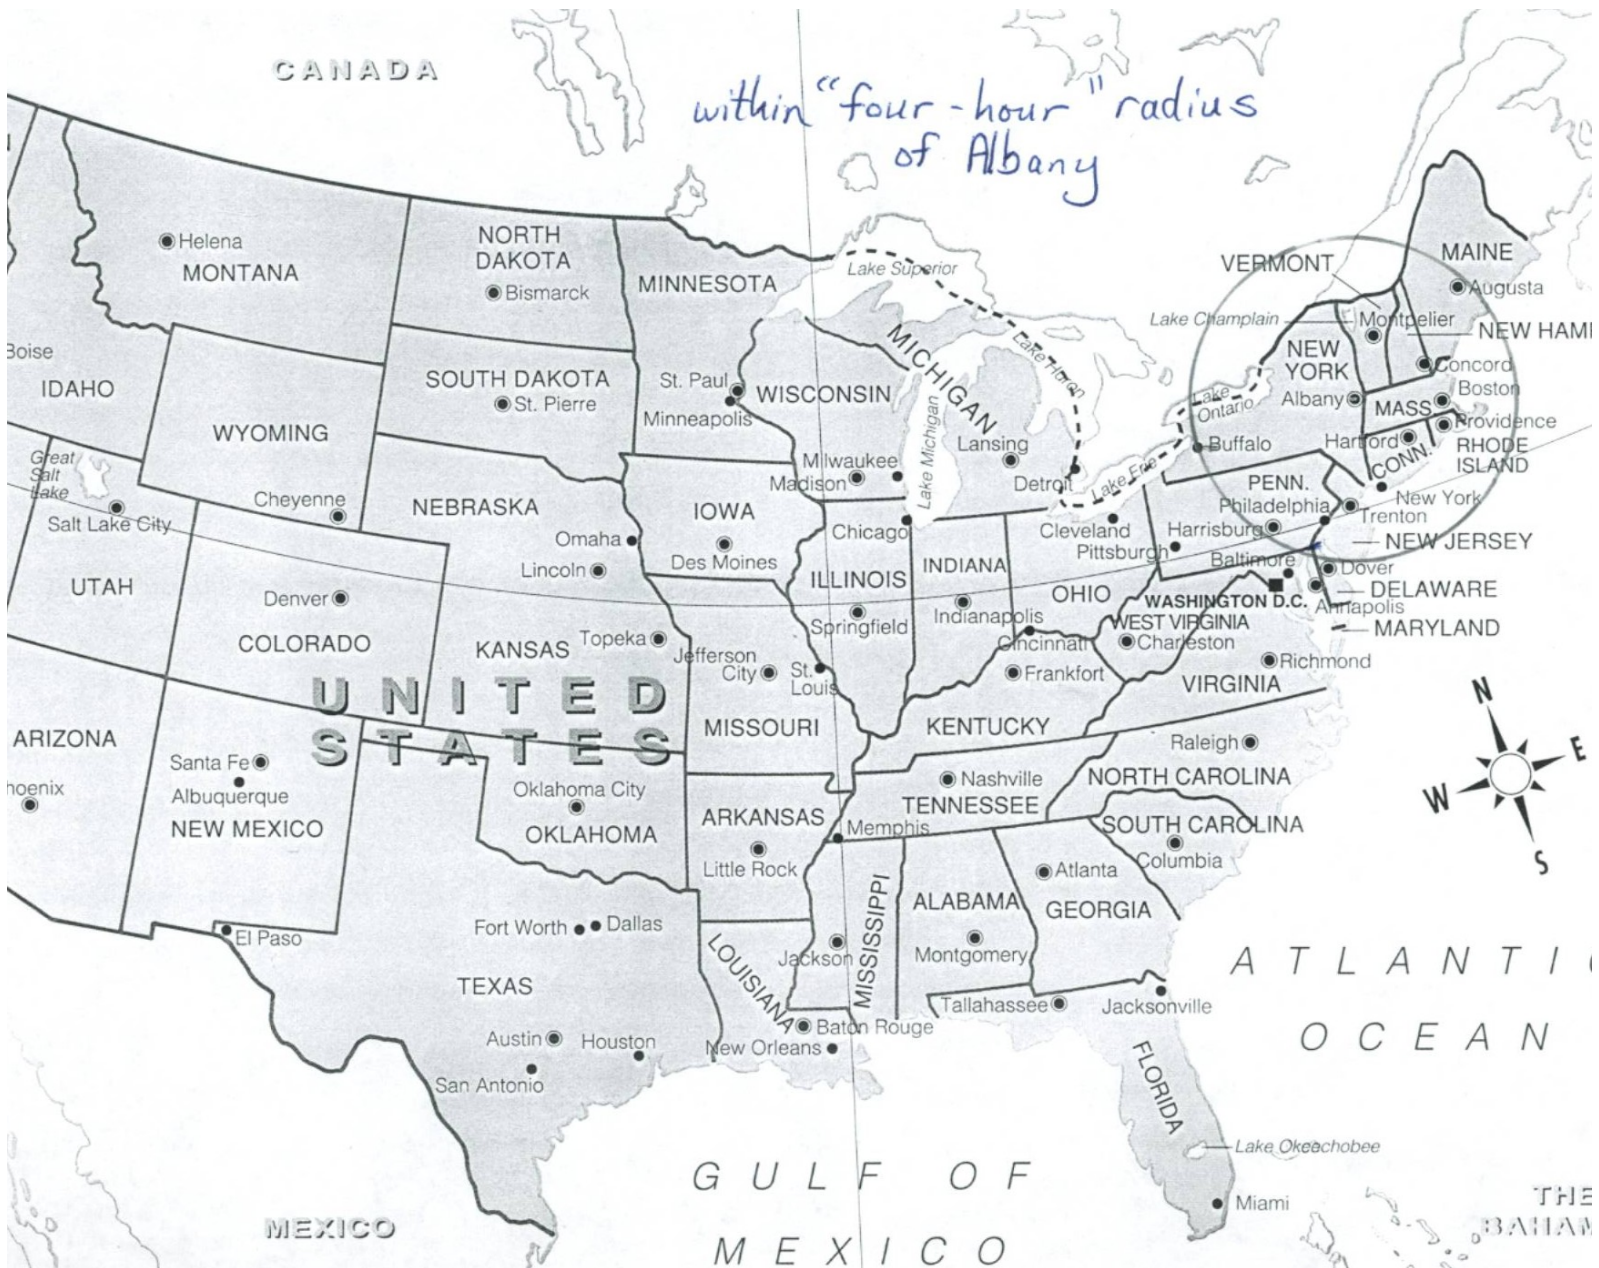 CANADA
within "four-hour" radius
of Albany
Helena
MONTANA
NORTH
DAKOTA
Bismarck
MINNESOTA
Lake Superior
VERMONT
MAINE
Augusta
Lake Champlain
Montpelier
NEW HAM
Boise
IDAHO
SOUTH DAKOTA
St. Pierre
St. Paul
Minneapolis
WISCONSIN
MICHIGAN
Lake Huron
Lake Michigan
NEW
YORK
Concord
Boston
Albany
MASS
Providence
Lake
Ontario
WYOMING
Lansing
Buffalo
Hartford
CONN.
RHODE
ISLAND
Great
Salt
Lake
Milwaukee
Madison
Detroit
Lake Erie
PENN.
New York
Cheyenne
NEBRASKA
IOWA
Philadelphia
Trenton
Salt Lake City
Chicago
Cleveland
Harrisburg
NEW JERSEY
Omaha
Des Moines
Pittsburgh
Baltimore
Dover
Lincoln
ILLINOIS
INDIANA
OHIO
DELAWARE
UTAH
Denver
WASHINGTON D.C.
Annapolis
COLORADO
Springfield
Indianapolis
WEST VIRGINIA
MARYLAND
KANSAS
Topeka
Jefferson
City
St.
Louis
Cincinnati
Charleston
Frankfort
Richmond
VIRGINIA
UNITED
STATES
MISSOURI
KENTUCKY
N
E
W
S
ARIZONA
Santa Fe
Albuquerque
NEW MEXICO
hoenix
Raleigh
Oklahoma City
OKLAHOMA
Nashville
TENNESSEE
NORTH CAROLINA
ARKANSAS
Memphis
SOUTH CAROLINA
Columbia
Little Rock
Atlanta
GEORGIA
MISSISSIPPI
ALABAMA
Fort Worth
Dallas
El Paso
LOUISIANA
Jackson
Montgomery
ATLANTIC
OCEAN
TEXAS
Tallahassee
Jacksonville
Austin
Houston
San Antonio
Baton Rouge
New Orleans
FLORIDA
Lake Okeechobee
GULF OF
MEXICO
Miami
MEXICO
THE
BAHAM